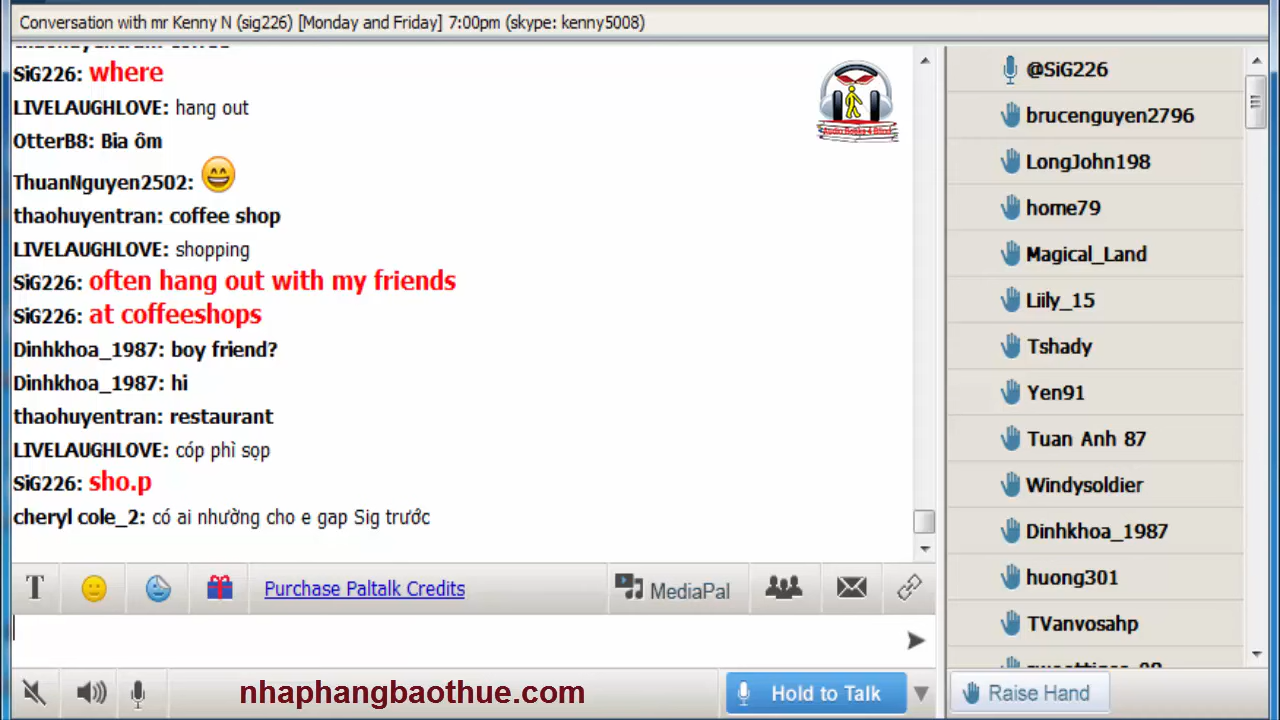 Conversation with mr Kenny N (sig226) [Monday and Friday] 7:00pm (skype: kenny5008)
SiG226: where
LIVELAUGHLOVE: hang out
OtterB8: Bia ôm
ThuanNguyen2502:
thaohuyentran: coffee shop
LIVELAUGHLOVE: shopping
SiG226: often hang out with my friends
SiG226: at coffeeshops
Dinhkhoa_1987: boy friend?
Dinhkhoa_1987: hi
thaohuyentran: restaurant
LIVELAUGHLOVE: cóp phì sọp
SiG226: sho.p
cheryl cole_2: có ai nhường cho e gap Sig trước
@SiG226
brucenguyen2796
LongJohn198
home79
Magical_Land
Liily_15
Tshady
Yen91
Tuan Anh 87
Windysoldier
Dinhkhoa_1987
huong301
TVanvosahp
T
Purchase Paltalk Credits
MediaPal
nhaphangbaothue.com
Hold to Talk
Raise Hand